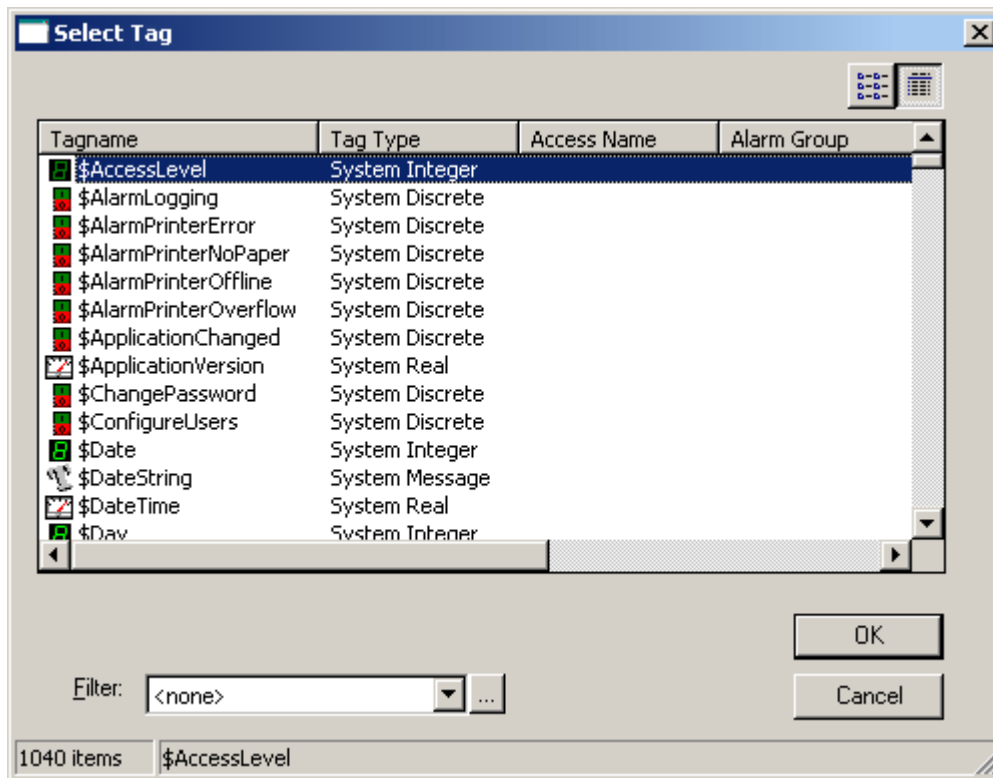 Select Tag
Tagname Tag Type Access Name Alarm Group
$AccessLevel System Integer
$AlarmLogging System Discrete
$AlarmPrinterError System Discrete
$AlarmPrinterNoPaper System Discrete
$AlarmPrinterOffline System Discrete
$AlarmPrinterOverflow System Discrete
$ApplicationChanged System Discrete
$ApplicationVersion System Real
$ChangePassword System Discrete
$ConfigureUsers System Discrete
$Date System Integer
$DateString System Message
$DateTime System Real
$Day System Integer
OK
Filter: <none> ...
Cancel
1040 items $AccessLevel